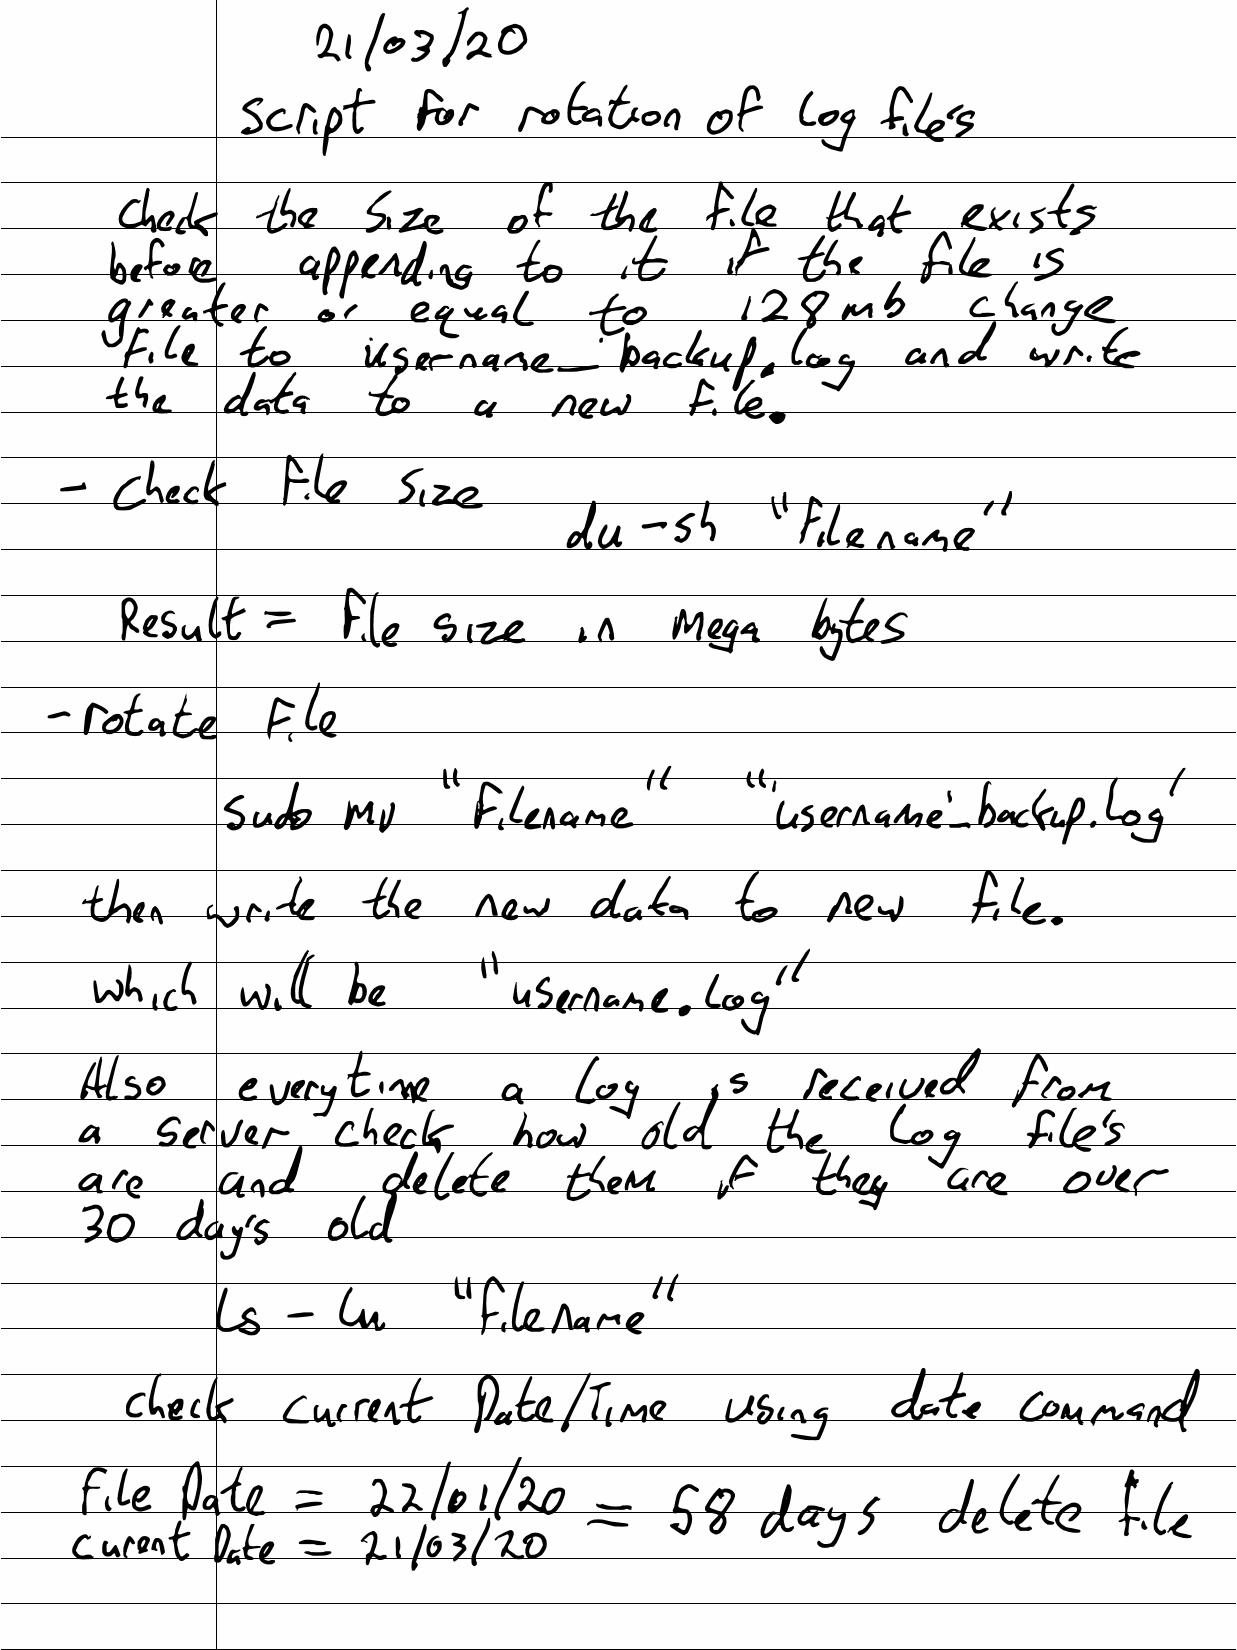 21/03/20
Script for rotation of log file's
Check the size of the file that exists
before appending to it if the file is
greater or equal to 128mb change
file to username_backup.log and write
the data to a new file.
- Check file size
du -sh "filename"
Result = file size in Mega bytes
- rotate file
sudo mv "filename" "'username'_backup.log'
then write the new data to new file.
which will be "username.log"
Also everytime a log is received from
a server check how old the log file's
are and delete them if they are over
30 day's old
ls - lu "filename"
check current Date/Time using date command
file Date = 22/01/20 = 58 days delete file
curent Date = 21/03/20